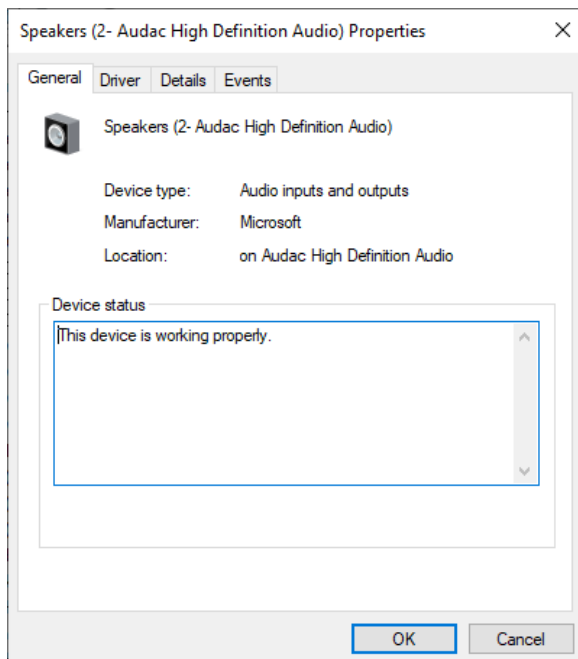 Speakers (2- Audac High Definition Audio) Properties
General Driver Details Events
Speakers (2- Audac High Definition Audio)
Device type: Audio inputs and outputs
Manufacturer: Microsoft
Location: on Audac High Definition Audio
Device status
This device is working properly.
OK Cancel